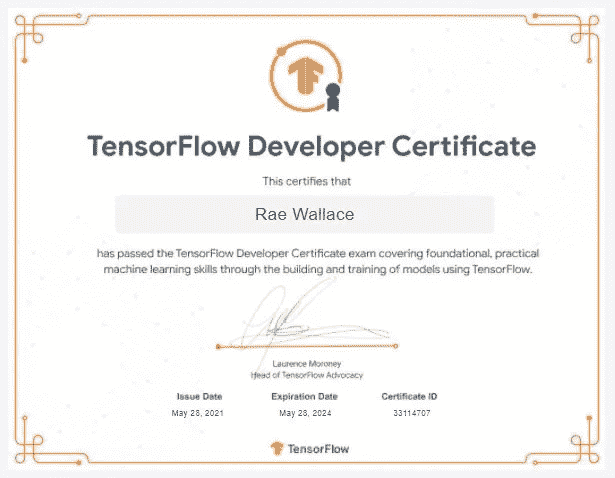 TensorFlow Developer Certificate
This certifies that
Rae Wallace
has passed the TensorFlow Developer Certificate exam covering foundational, practical
machine learning skills through the building and training of models using TensorFlow.
Laurence Moroney
Head of TensorFlow Advocacy
Issue Date Expiration Date Certificate ID
May 28, 2021 May 28, 2024 33114707
TensorFlow